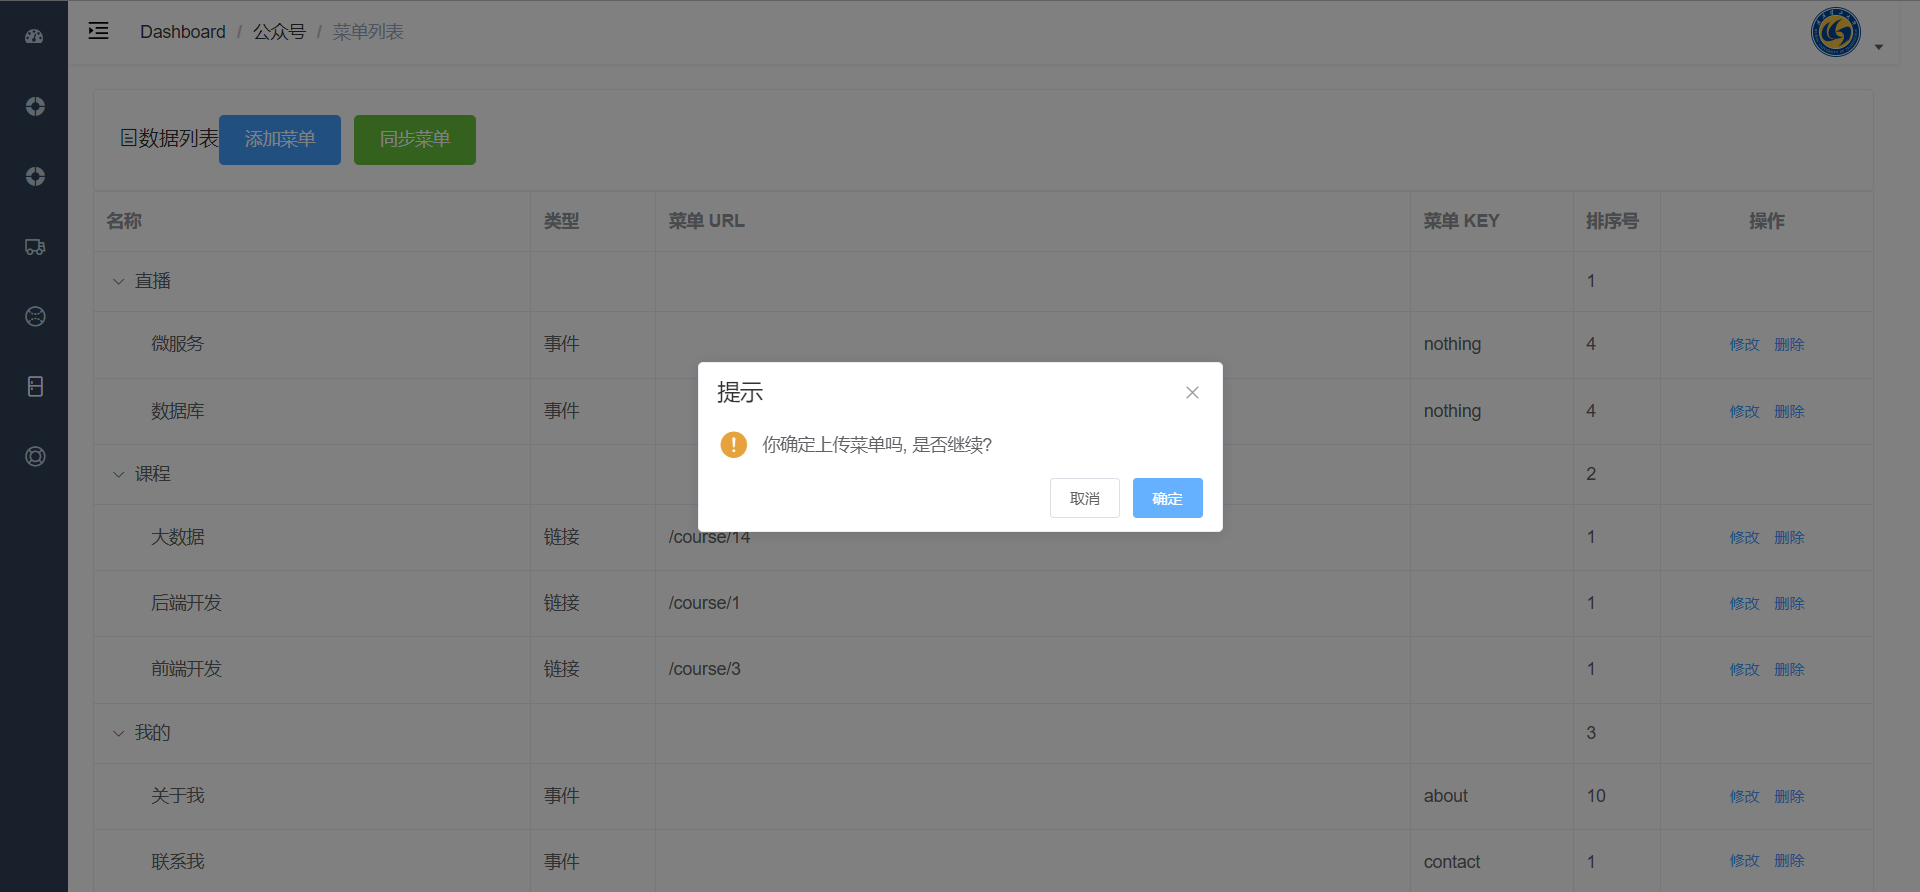 Dashboard / 公众号 / 菜单列表
数据列表 添加菜单 同步菜单
名称 类型 菜单 URL 菜单 KEY 排序号 操作
直播 1
微服务 事件 nothing 4 修改 删除
数据库 事件 nothing 4 修改 删除
课程 2
大数据 链接 /course/14 1 修改 删除
后端开发 链接 /course/1 1 修改 删除
前端开发 链接 /course/3 1 修改 删除
我的 3
关于我 事件 about 10 修改 删除
联系我 事件 contact 1 修改 删除
提示
你确定上传菜单吗, 是否继续?
取消 确定